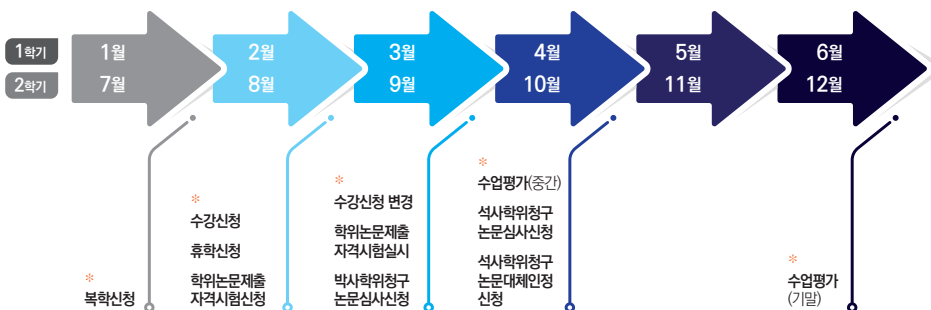 1학기
1월
2월
3월
4월
5월
6월
2학기
7월
8월
9월
10월
11월
12월
*
복학신청
*
수강신청
휴학신청
학위논문제출
자격시험신청
*
수강신청 변경
학위논문제출
자격시험실시
박사학위청구
논문심사신청
*
수업평가(중간)
석사학위청구
논문심사신청
석사학위청구
논문대체인정
신청
*
수업평가
(기말)